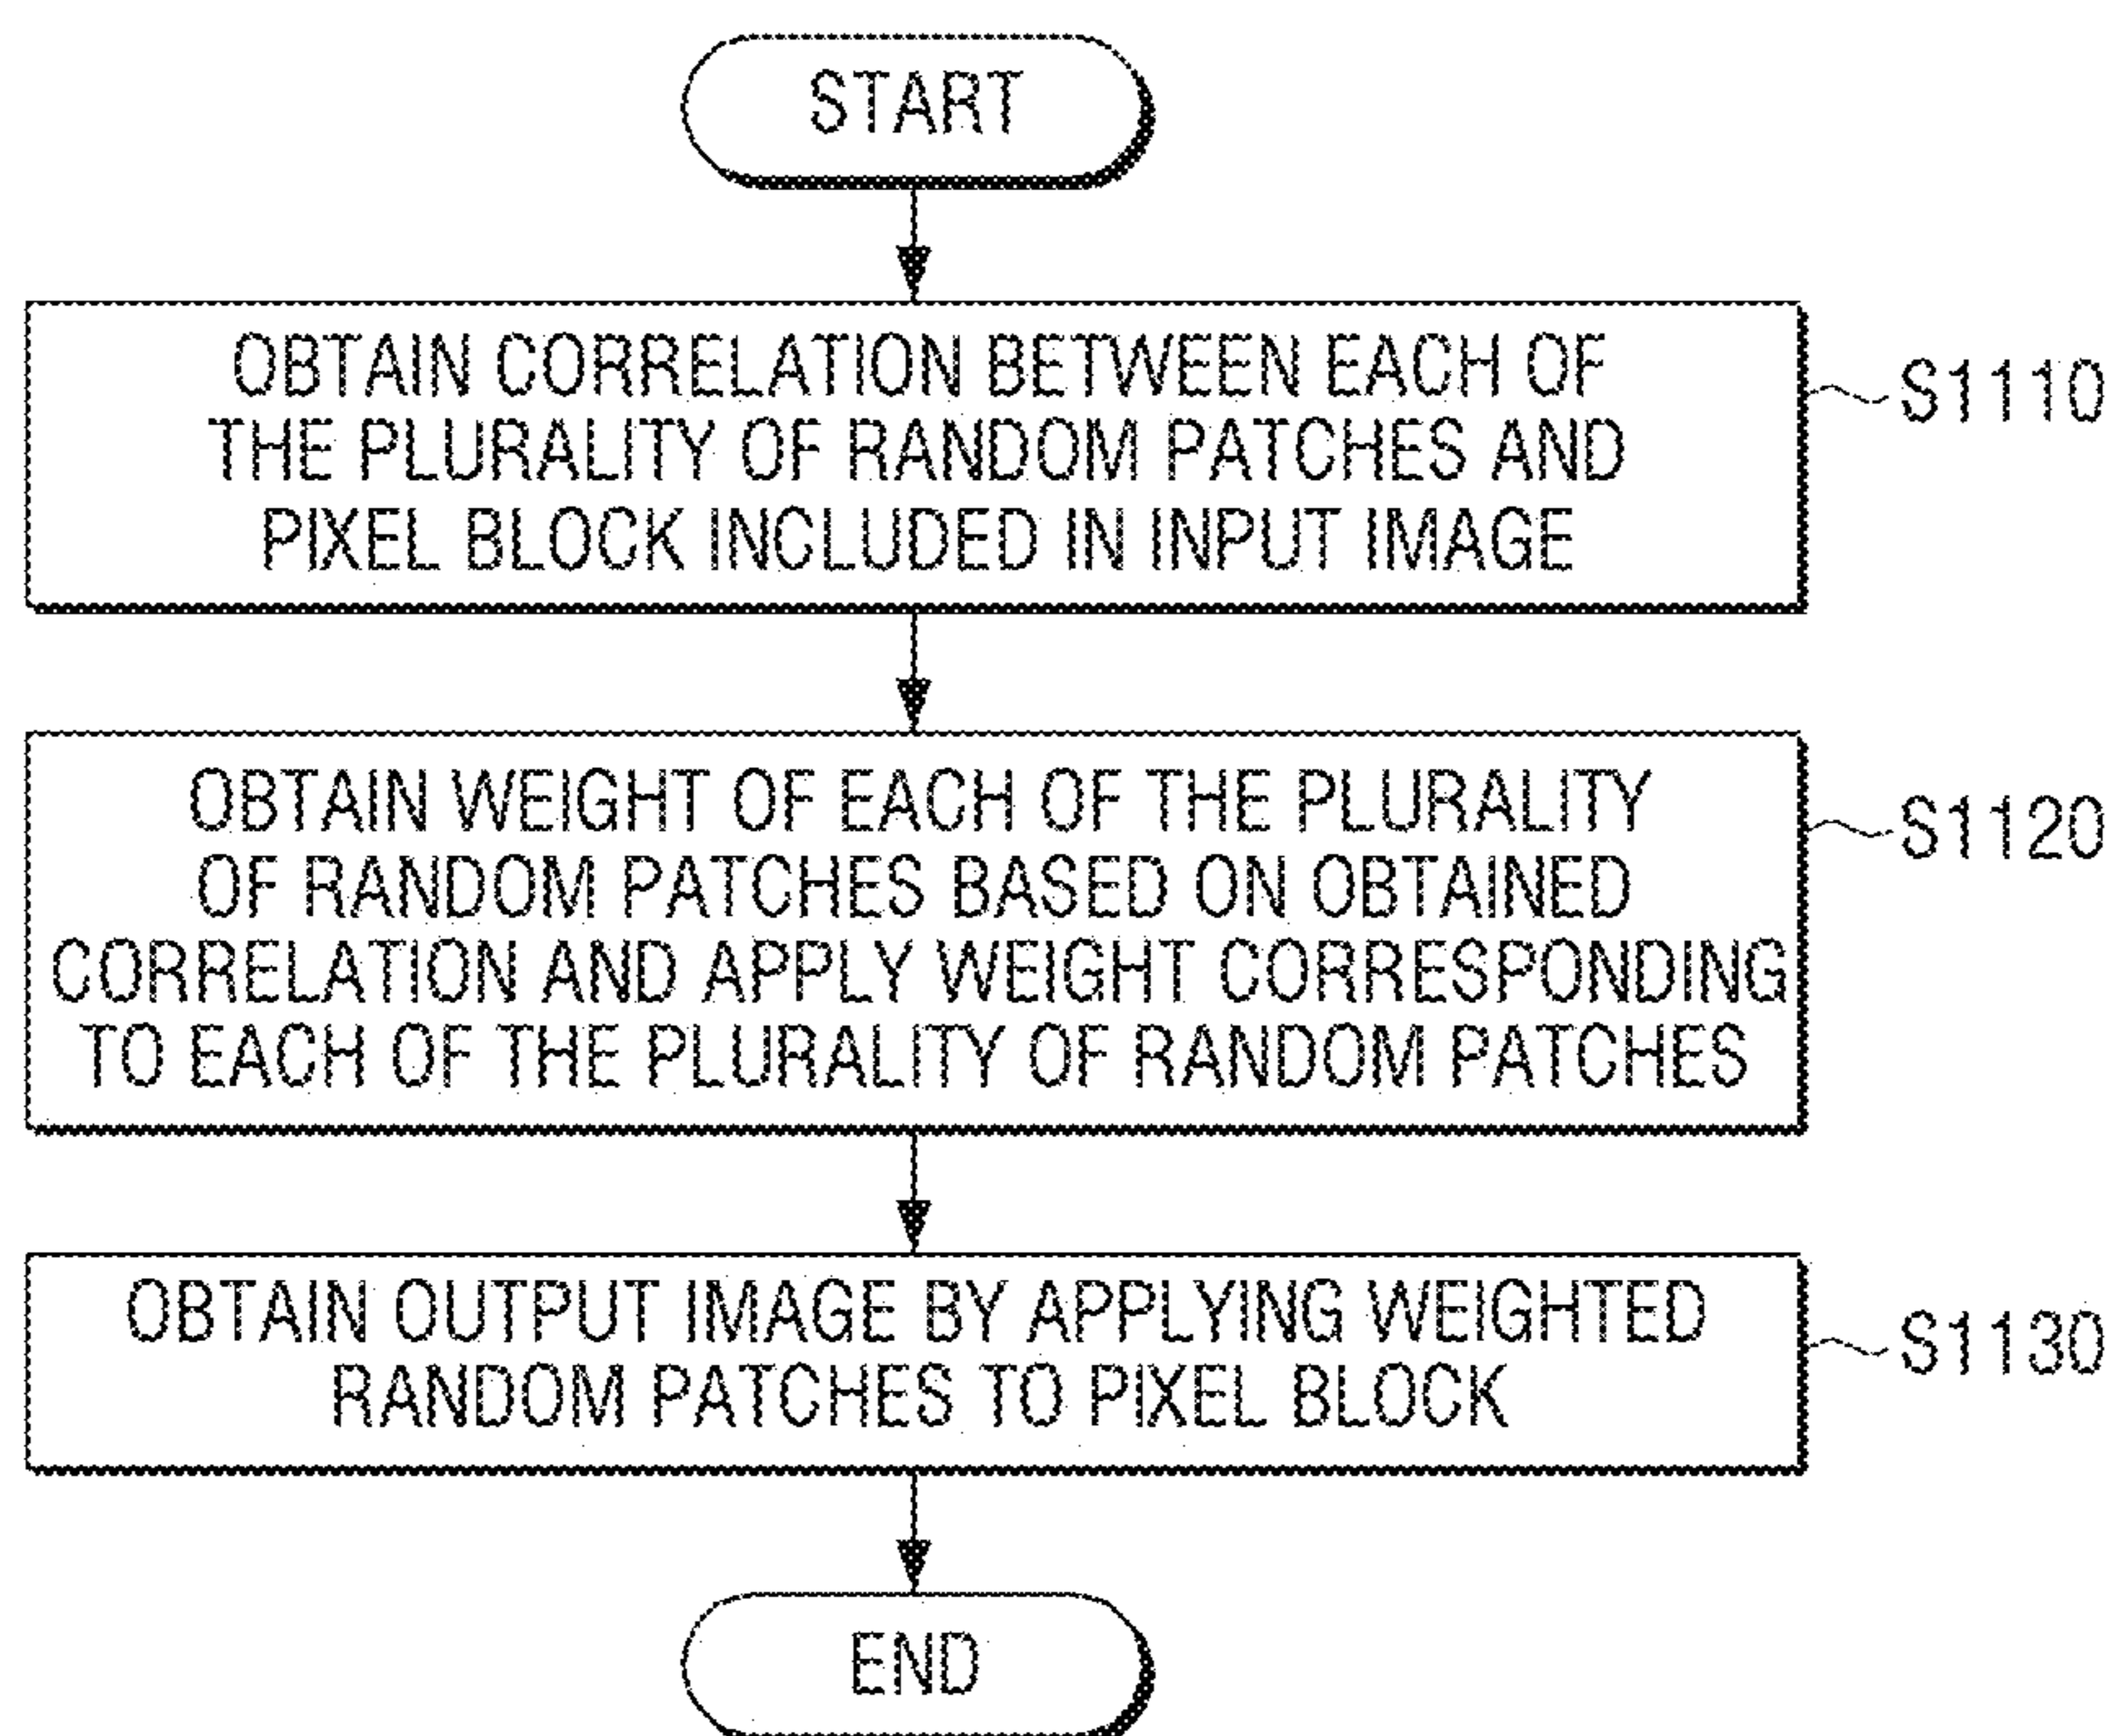 START
OBTAIN CORRELATION BETWEEN EACH OF
THE PLURALITY OF RANDOM PATCHES AND
PIXEL BLOCK INCLUDED IN INPUT IMAGE
S1110
OBTAIN WEIGHT OF EACH OF THE PLURALITY
OF RANDOM PATCHES BASED ON OBTAINED
CORRELATION AND APPLY WEIGHT CORRESPONDING
TO EACH OF THE PLURALITY OF RANDOM PATCHES
S1120
OBTAIN OUTPUT IMAGE BY APPLYING WEIGHTED
RANDOM PATCHES TO PIXEL BLOCK
S1130
END